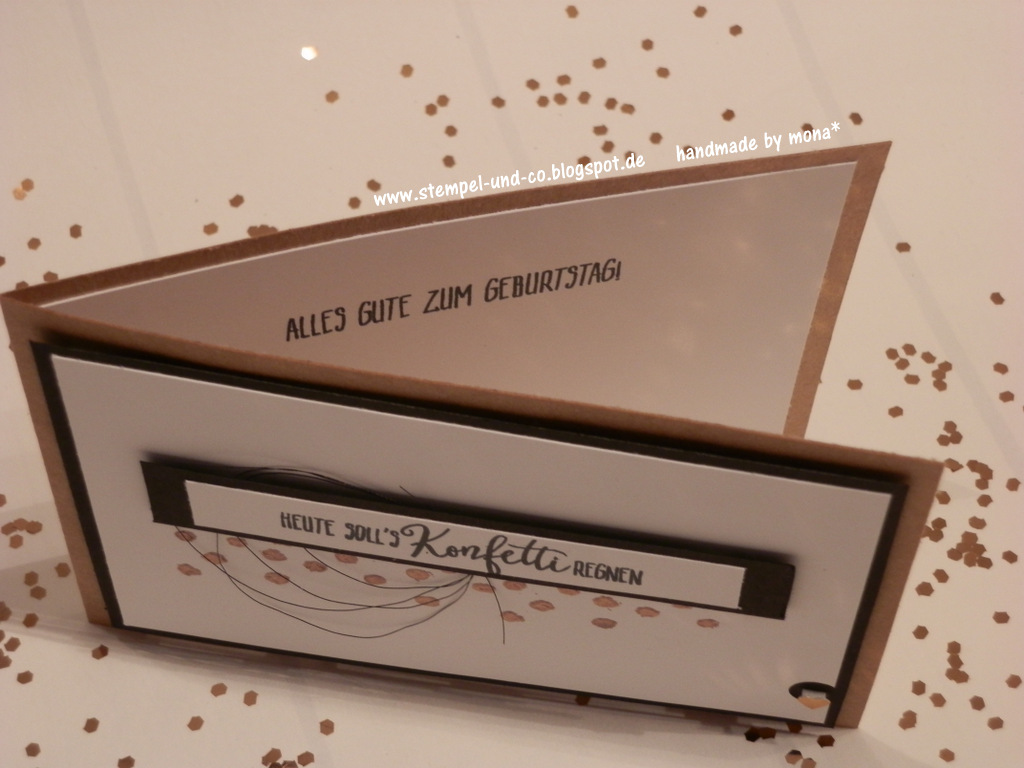 www.stempel-und-co.blogspot.de handmade by mona*
ALLES GUTE ZUM GEBURTSTAG!
HEUTE SOLL'S Konfetti REGNEN